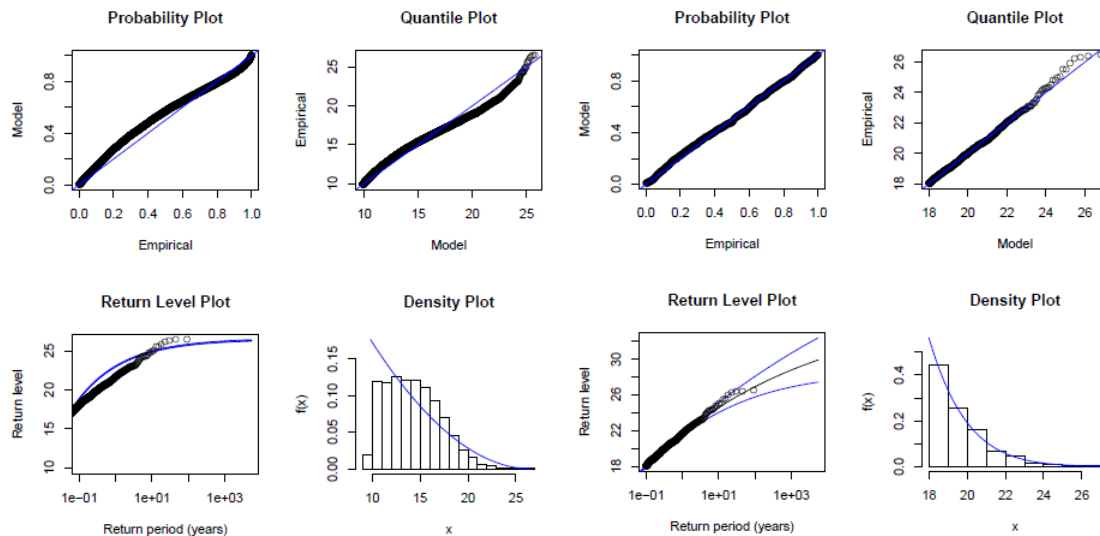 Probability Plot
Quantile Plot
Probability Plot
Quantile Plot
Model
0.0 0.4 0.8
0.0 0.2 0.4 0.6 0.8 1.0
Empirical
Empirical
10 15 20 25
10 15 20 25
Model
Model
0.0 0.4 0.8
0.0 0.2 0.4 0.6 0.8 1.0
Empirical
Empirical
18 20 22 24 26
18 20 22 24 26
Model
Return Level Plot
Density Plot
Return Level Plot
Density Plot
Return level
10 15 20 25
1e−01 1e+01 1e+03
Return period (years)
f(x)
0.00 0.05 0.10 0.15
10 15 20 25
x
Return level
18 22 26 30
1e−01 1e+01 1e+03
Return period (years)
f(x)
0.0 0.2 0.4
18 20 22 24 26
x